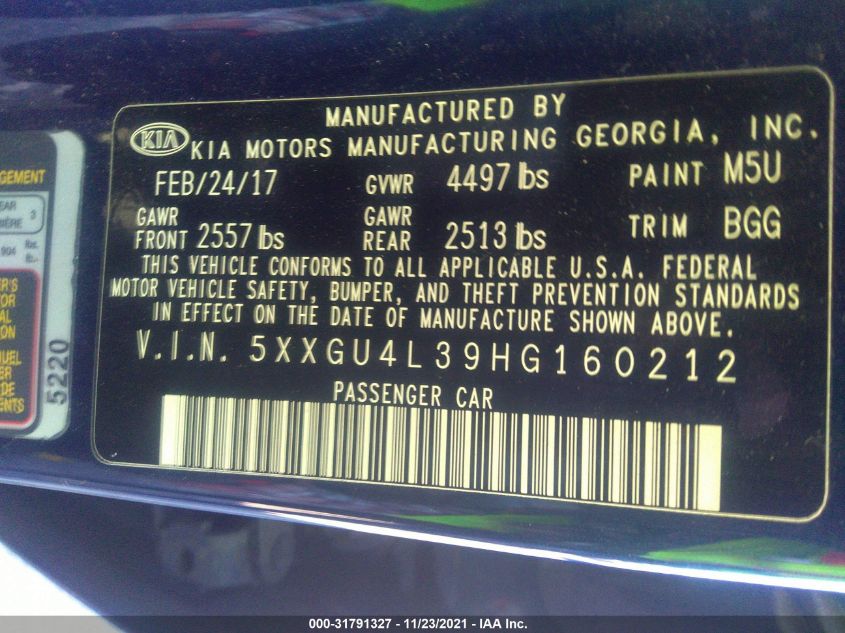 MANUFACTURED BY
KIA KIA MOTORS MANUFACTURING GEORGIA, INC.
FEB/24/17 GVWR 4497 lbs PAINT M5U
GAWR FRONT 2557 lbs GAWR REAR 2513 lbs TRIM BGG
THIS VEHICLE CONFORMS TO ALL APPLICABLE U.S.A. FEDERAL
MOTOR VEHICLE SAFETY, BUMPER, AND THEFT PREVENTION STANDARDS
IN EFFECT ON THE DATE OF MANUFACTURE SHOWN ABOVE.
V.I.N. 5XXGU4L39HG160212
PASSENGER CAR
5220
000-31791327 - 11/23/2021 - IAA Inc.